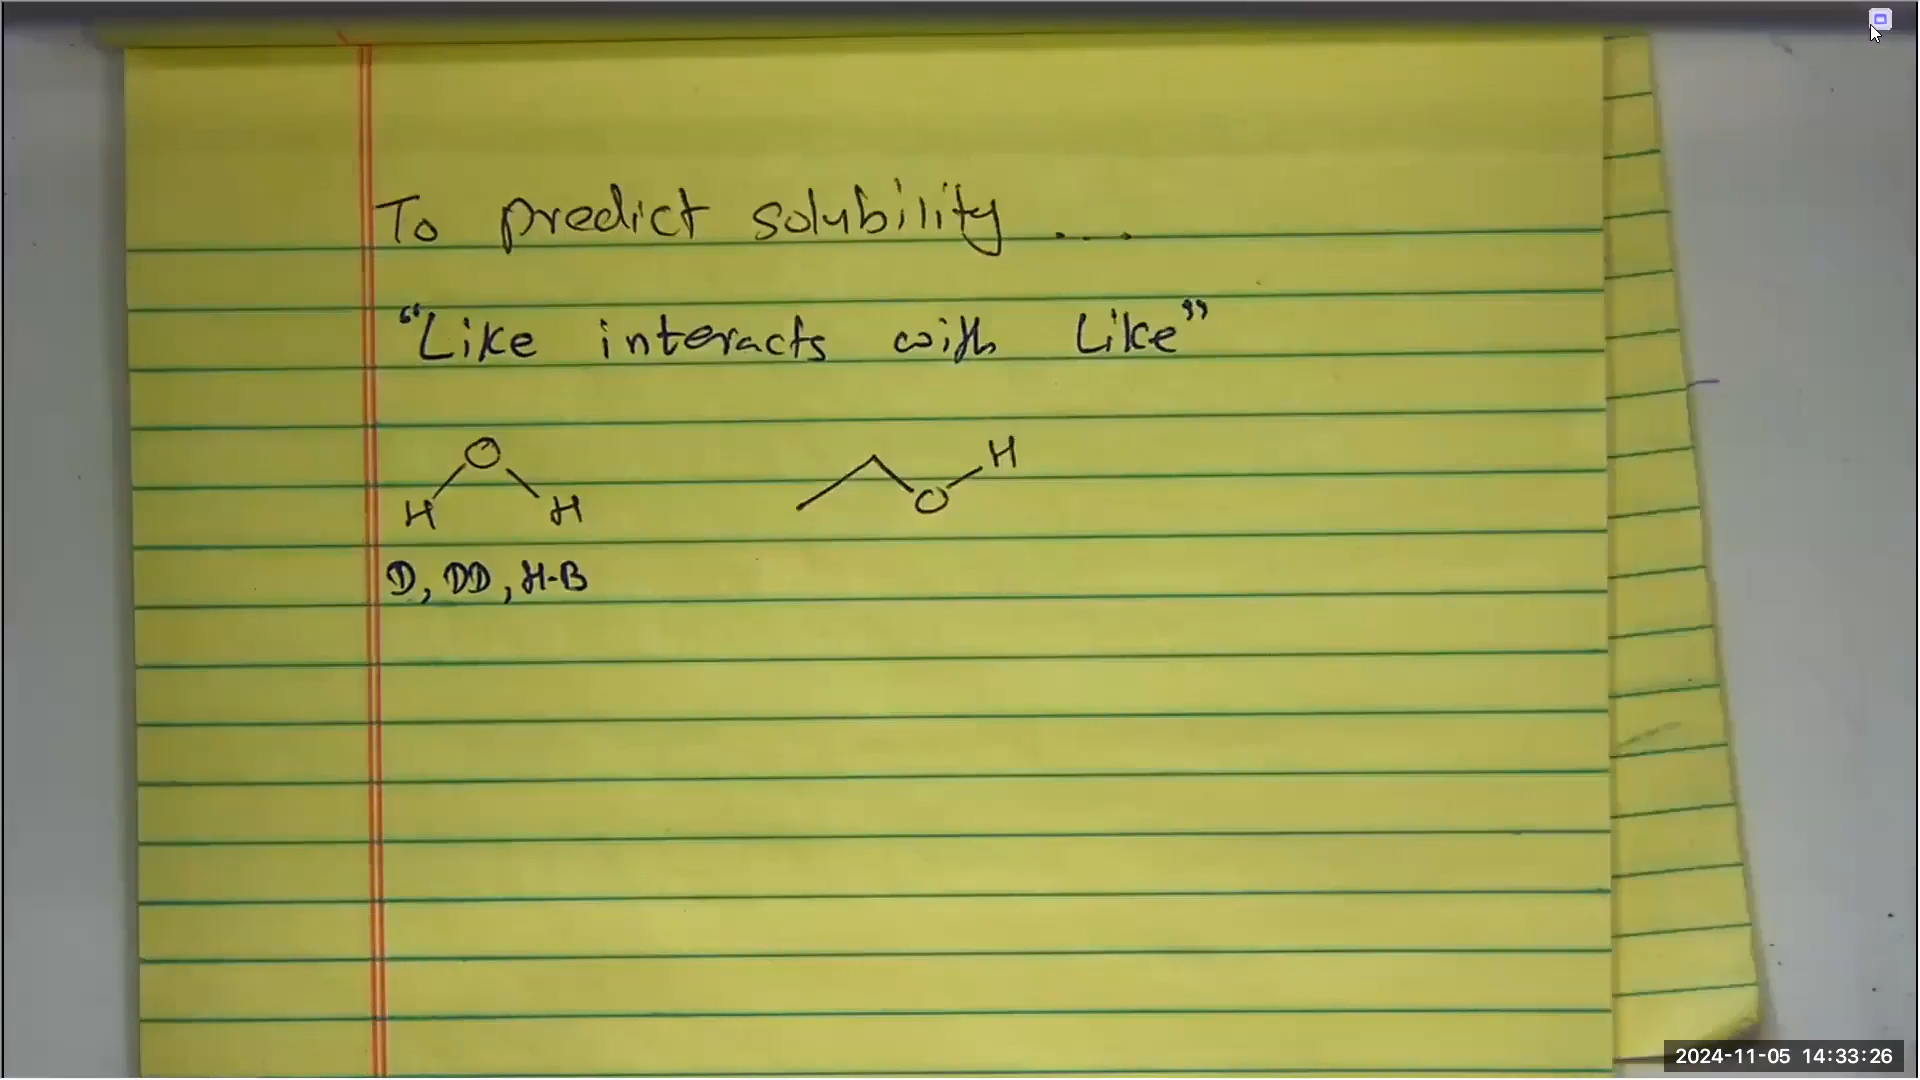 To predict solubility ....
“Like interacts with Like”
O H
H H O
D, DD, H-B
2024-11-05 14:33:26